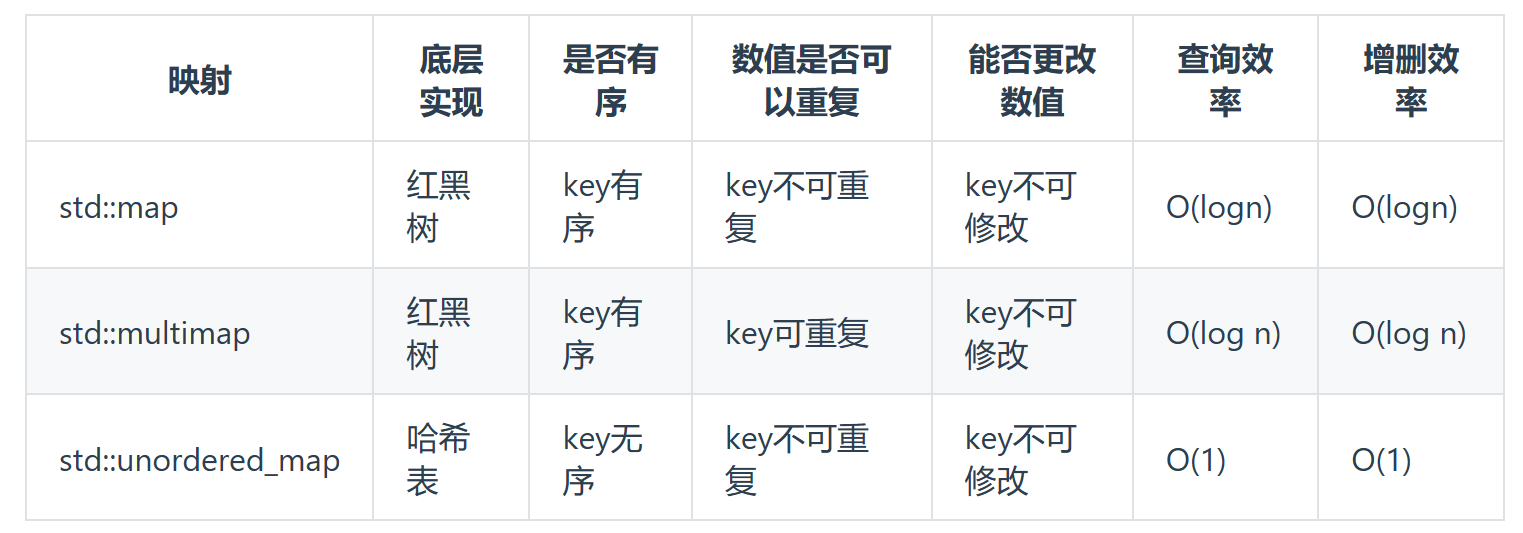 映射
底层
实现
是否有
序
数值是否可
以重复
能否更改
数值
查询效
率
增删效
率
std::map
红黑
树
key有
序
key不可重
复
key不可
修改
O(logn)
O(logn)
std::multimap
红黑
树
key有
序
key可重复
key不可
修改
O(log n)
O(log n)
std::unordered_map
哈希
表
key无
序
key不可重
复
key不可
修改
O(1)
O(1)